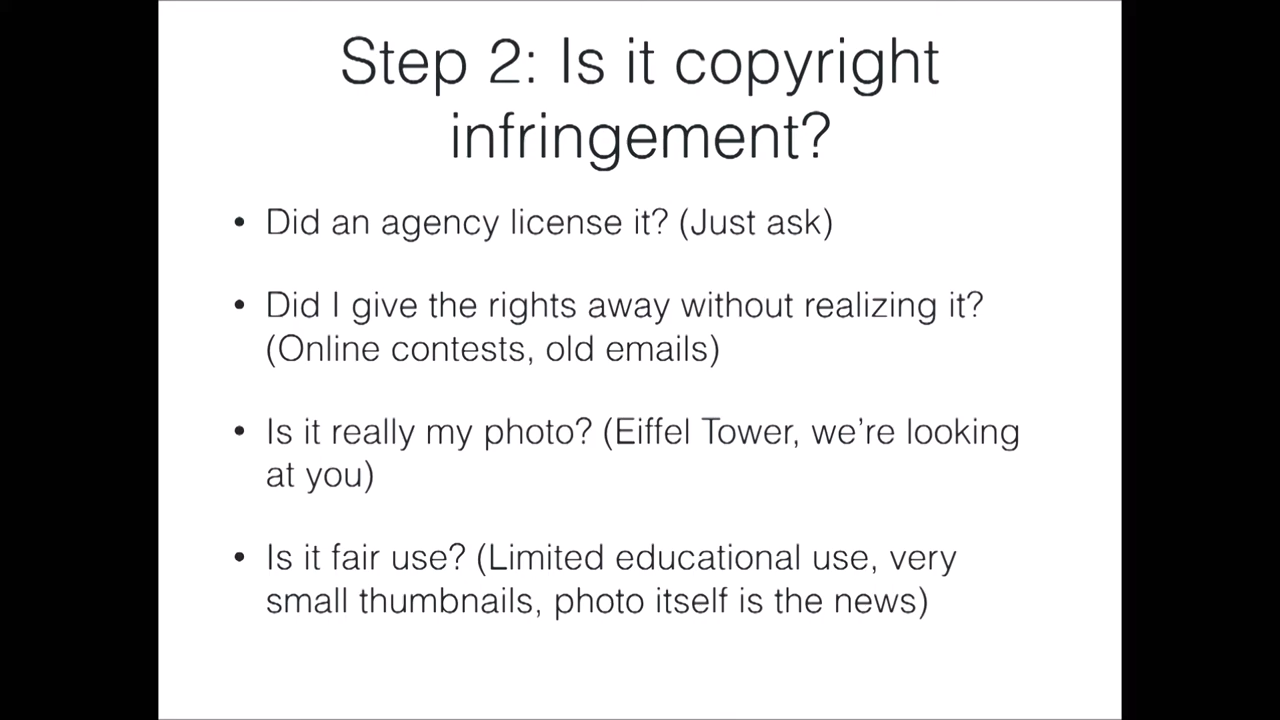 Step 2: Is it copyright
infringement?
• Did an agency license it? (Just ask)
• Did I give the rights away without realizing it?
(Online contests, old emails)
• Is it really my photo? (Eiffel Tower, we’re looking
at you)
• Is it fair use? (Limited educational use, very
small thumbnails, photo itself is the news)